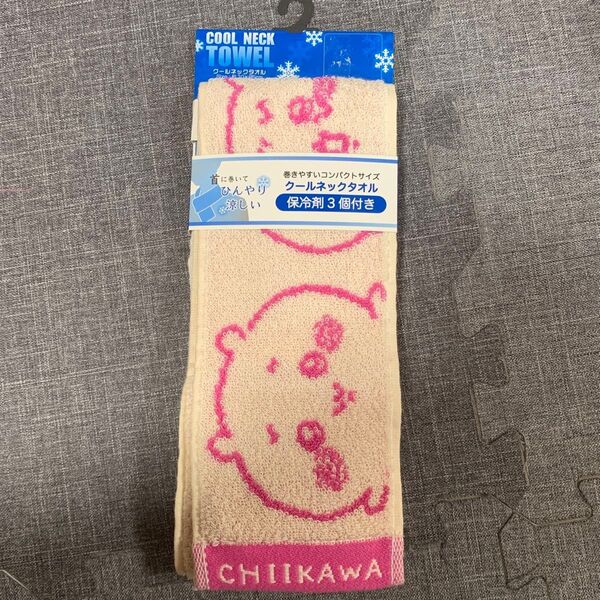 COOL NECK
TOWEL
クールネックタオル
首に巻いて
ひんやり
涼しい
巻きやすいコンパクトサイズ
クールネックタオル
保冷剤3個付き
CHIIKAWA